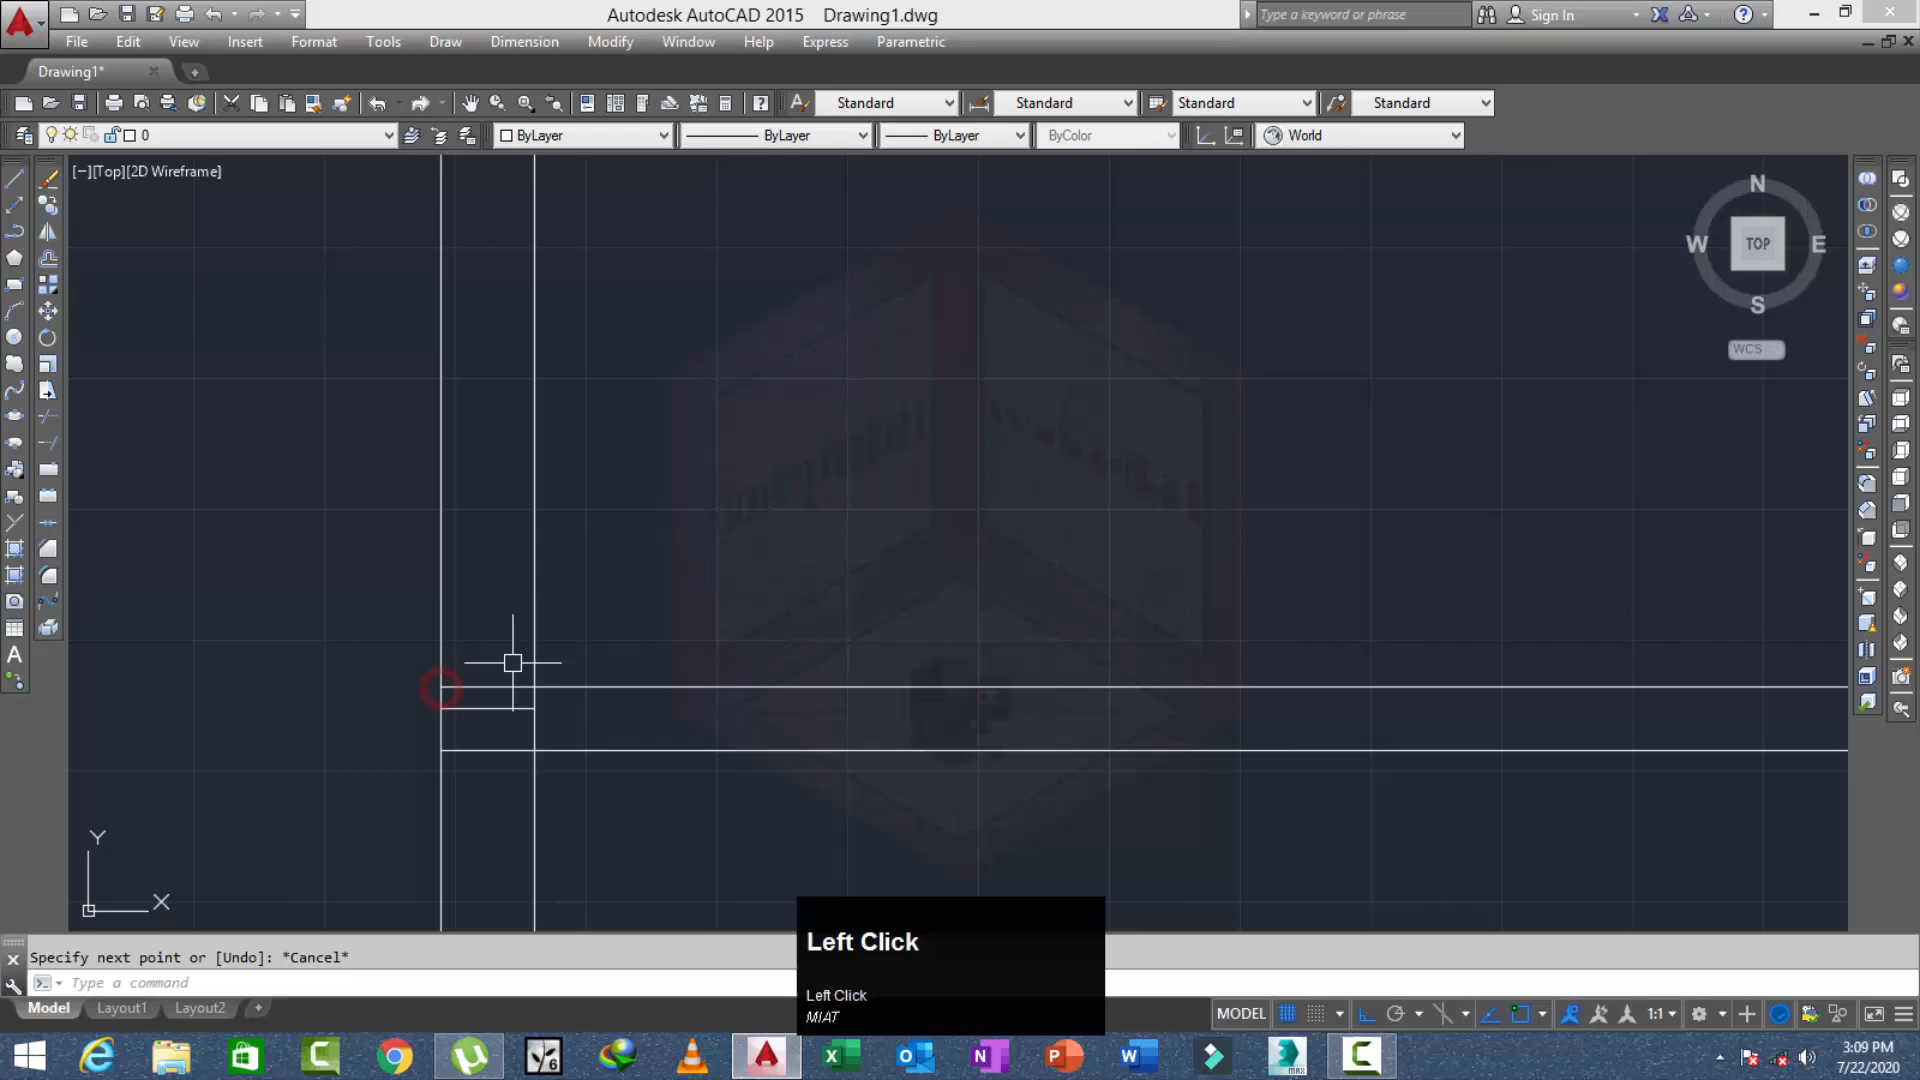 Autodesk AutoCAD 2015 Drawing1.dwg
Type a keyword or phrase
Sign In
File Edit View Insert Format Tools Draw Dimension Modify Window Help Express Parametric
Drawing1*
Standard Standard Standard Standard
0 ByLayer ByLayer ByLayer ByColor World
[−][Top][2D Wireframe]
N
W TOP E
S
WCS
Y
X
Left Click
Left Click
M/AT
Specify next point or [Undo]: *Cancel*
Type a command
Model Layout1 Layout2
MODEL 1:1
3:09 PM
7/22/2020